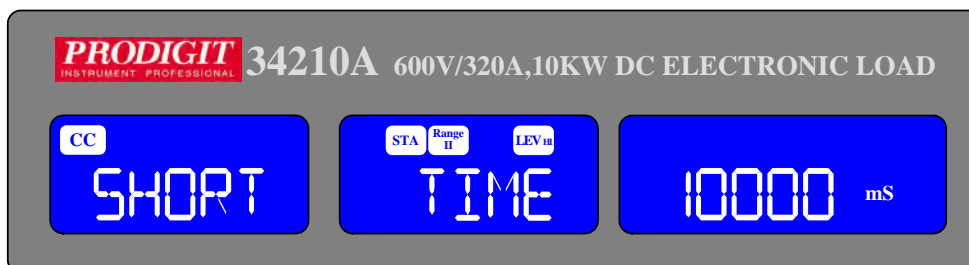 PRODIGIT
INSTRUMENT PROFESSIONAL
34210A 600V/320A,10KW DC ELECTRONIC LOAD
CC
SHORT
STA
Range
II
LEV HI
TIME
10000 mS